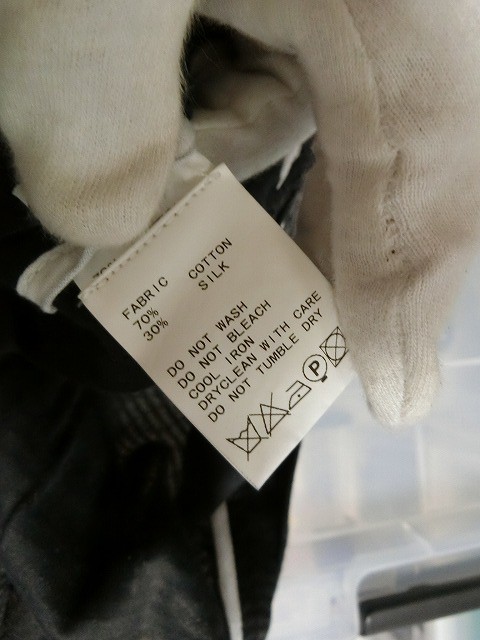 FABRIC
70% COTTON
30% SILK
DO NOT WASH
DO NOT BLEACH
COOL IRON
DRYCLEAN WITH CARE
DO NOT TUMBLE DRY
P